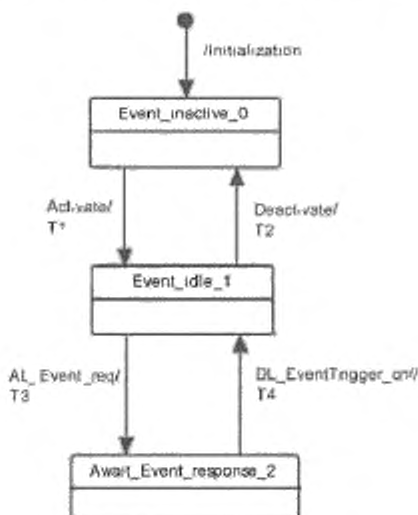 /Initialization
Event_inactive_0
Activate/
Deactivate/
T1
T2
Event_idle_1
AL_Event_req/
DL_EventTrigger_cnf/
T3
T4
Await_Event_response_2